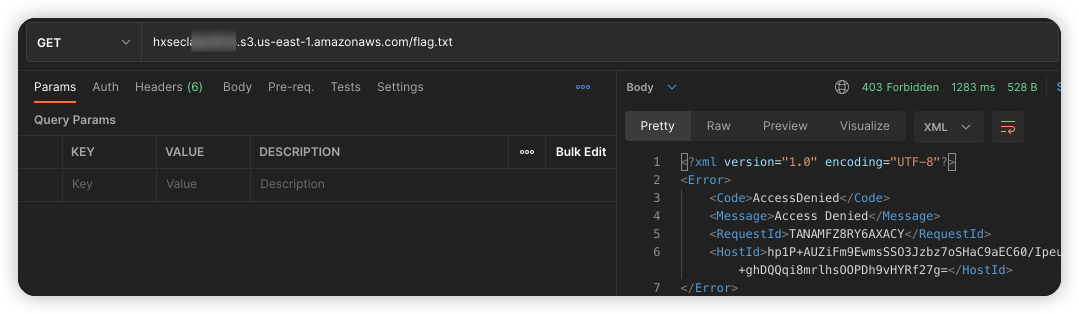 GET
hxsecla .s3.us-east-1.amazonaws.com/flag.txt
Params Auth Headers (6) Body Pre-req. Tests Settings
Query Params
KEY VALUE DESCRIPTION Bulk Edit
Key Value Description
Body 403 Forbidden 1283 ms 528 B
Pretty Raw Preview Visualize XML
1 <?xml version="1.0" encoding="UTF-8"?>
2 <Error>
3 <Code>AccessDenied</Code>
4 <Message>Access Denied</Message>
5 <RequestId>TANAMFZ8RY6AXACY</RequestId>
6 <HostId>hp1P+AUZiFm9EwmsSSO3Jzbz7oSHaC9aEC60/Ipeu
+ghDQQqi8mrlhsOOPDh9vHYRf27g=</HostId>
7 </Error>